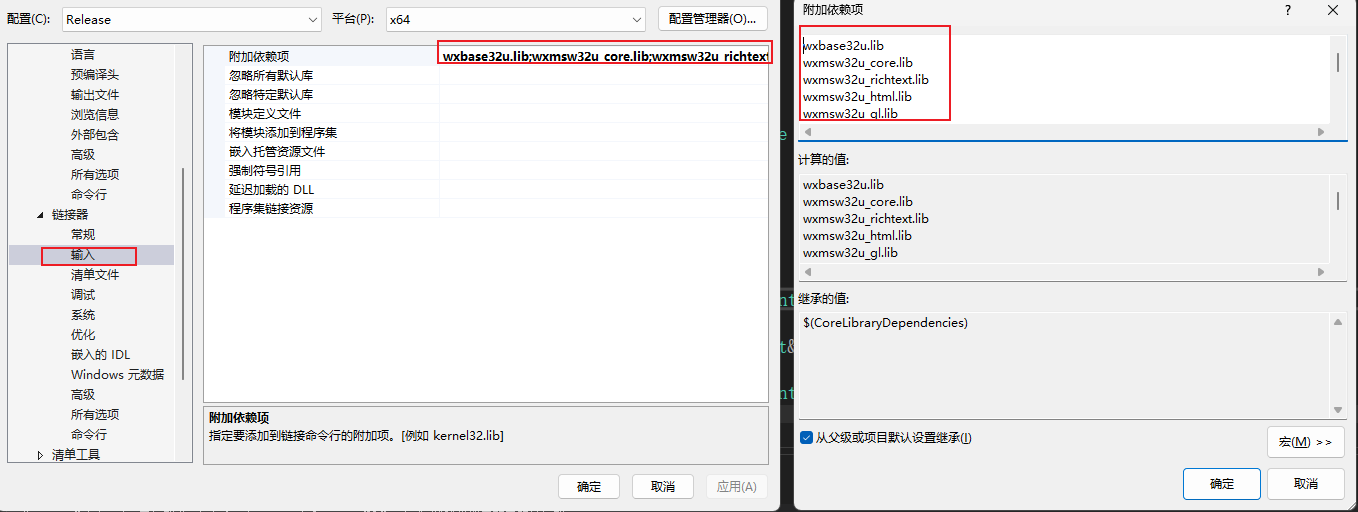 配置(C):
Release
平台(P):
x64
配置管理器(O)...
语言
预编译头
输出文件
浏览信息
外部包含
高级
所有选项
命令行
链接器
常规
输入
清单文件
调试
系统
优化
嵌入的 IDL
Windows 元数据
高级
所有选项
命令行
清单工具
附加依赖项
wxbase32u.lib;wxmsw32u_core.lib;wxmsw32u_richtext
忽略所有默认库
忽略特定默认库
模块定义文件
将模块添加到程序集
嵌入托管资源文件
强制符号引用
延迟加载的 DLL
程序集链接资源
附加依赖项
指定要添加到链接命令行的附加项。[例如 kernel32.lib]
确定
取消
应用(A)
附加依赖项
?
wxbase32u.lib
wxmsw32u_core.lib
wxmsw32u_richtext.lib
wxmsw32u_html.lib
wxmsw32u_gl.lib
计算的值:
wxbase32u.lib
wxmsw32u_core.lib
wxmsw32u_richtext.lib
wxmsw32u_html.lib
wxmsw32u_gl.lib
继承的值:
$(CoreLibraryDependencies)
从父级或项目默认设置继承(I)
宏(M) >>
确定
取消